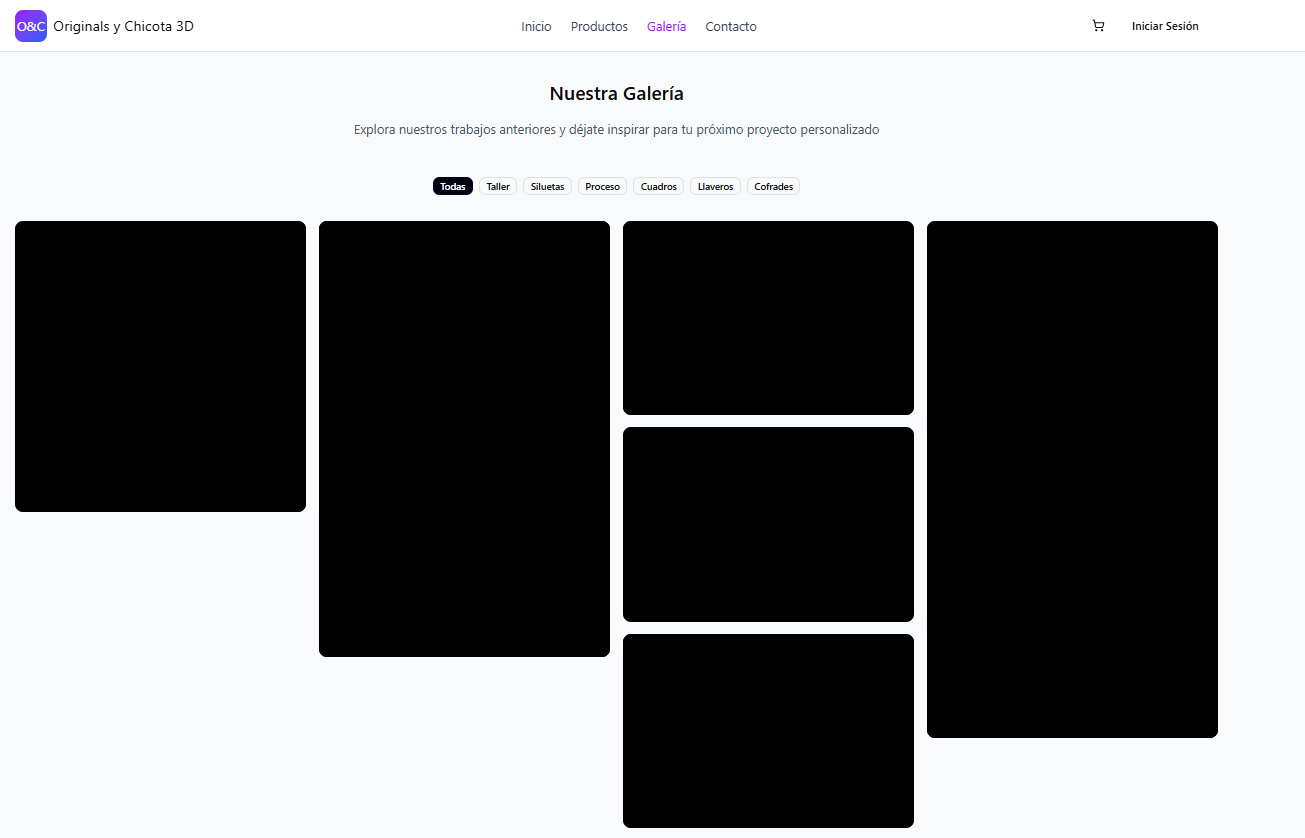 O&C Originals y Chicota 3D Inicio Productos Galería Contacto Iniciar Sesión
Nuestra Galería
Explora nuestros trabajos anteriores y déjate inspirar para tu próximo proyecto personalizado
Todas Taller Siluetas Proceso Cuadros Llaveros Cofrades